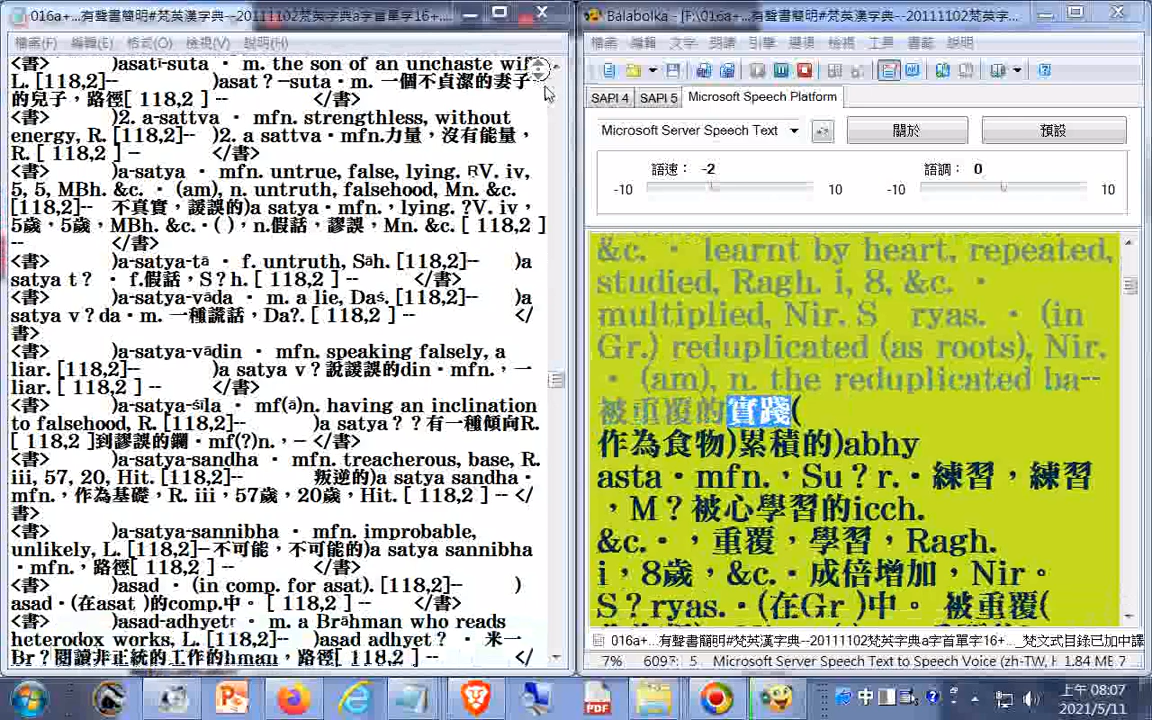 016a+...有聲書簡明#梵英漢字典--20111102梵英字典a字首單字16+...
檔案(F) 編輯(E) 格式(O) 檢視(V) 說明(H)
<書> )asatī-suta • m. the son of an unchaste wife,
L. [118,2]-- )asat ? –suta • m. 一個不貞潔的妻子
的兒子，路徑[ 118,2 ] -- </書>
<書> )2. a-sattva • mfn. strengthless, without
energy, R. [118,2]-- )2. a sattva • mfn.力量，沒有能量，
R. [ 118,2 ] -- </書>
<書> )a-satya • mfn. untrue, false, lying. RV. iv,
5, 5, MBh. &c. • (am), n. untruth, falsehood, Mn. &c.
[118,2]-- 不真實，謊誤的)a satya • mfn.，lying. ?V. iv，
5歲，5歲，MBh. &c. • ( )，n.假話，謬誤，Mn. &c. [ 118,2 ]
-- </書>
<書> )a-satya-tā • f. untruth, Sāh. [118,2]-- )a
satya t ? • f.假話，S ? h. [ 118,2 ] </書>
<書> )a-satya-vāda • m. a lie, Daś. [118,2]-- )a
satya v ? da • m. 一種謊話，Da?. [ 118,2 ] -- </
書>
<書> )a-satya-vādin • mfn. speaking falsely, a
liar. [118,2]-- )a satya v ? 說謊誤的din • mfn.，一
liar. [ 118,2 ] -- </書>
<書> )a-satya-śīla • mf(ā)n. having an inclination
to falsehood, R. [118,2]-- )a satya ? ? 有一種傾向R.
[ 118,2 ]到謬誤的鑭 • mf(?)n.，– </書>
<書> )a-satya-sandha • mfn. treacherous, base, R.
iii, 57, 20, Hit. [118,2]-- 叛逆的)a satya sandha •
mfn.，作為基礎，R. iii，57歲，20歲，Hit. [ 118,2 ] -- </
書>
<書> )a-satya-sannibha • mfn. improbable,
unlikely, L. [118,2]--不可能，不可能的)a satya sannibha
• mfn.，路徑[ 118,2 ] -- </書>
<書> )asad • (in comp. for asat). [118,2]-- )
asad • (在asat )的comp.中。 [ 118,2 ] </書>
<書> )asad-adhyetṛ • m. a Brāhman who reads
heterodox works, L. [118,2]-- )asad adhyet ? • 米一
Br ? 閱讀非正統的工作的hman，路徑[ 118,2 ] -- </
Balabolka - [F:\016a+...有聲書簡明#梵英漢字典--20111102梵英字...
檔案 編輯 文字 朗讀 引擎 選項 檢視 工具 書籤 說明
SAPI 4 SAPI 5 Microsoft Speech Platform
Microsoft Server Speech Text 關於 預設
語速： -2 語調： 0
-10 10 -10 10
&c. • learnt by heart, repeated,
studied, Ragh. i, 8, &c. •
multiplied, Nir. S ryas. • (in
Gr.) reduplicated (as roots), Nir.
• (am), n. the reduplicated ba--
被重覆的實踐(
作為食物)累積的)abhy
asta • mfn.，Su ? r. • 練習，練習
，M ? 被心學習的icch.
&c. •，重覆，學習，Ragh.
i，8歲，&c. • 成倍增加，Nir。
S ? ryas. • (在Gr )中。 被重覆(
016a+...有聲書簡明#梵英漢字典--20111102梵英字典a字首單字16+..._梵文式目錄已加中譯
7% 6097: 5 Microsoft Server Speech Text to Speech Voice (zh-TW, H 1.84 ME 7
中
上午 08:07
2021/5/11